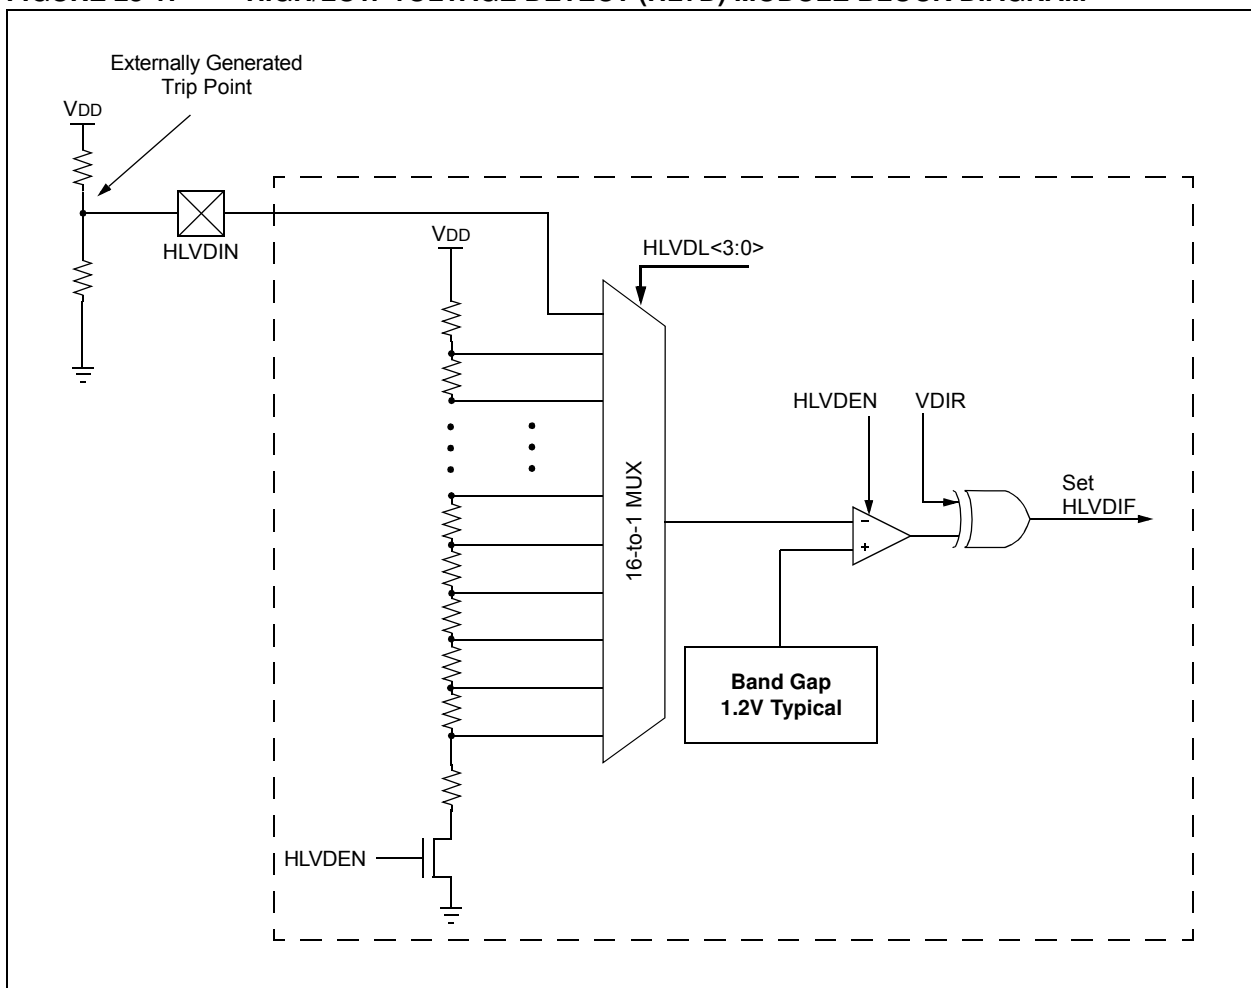 Externally Generated
Trip Point
VDD
HLVDIN
VDD
HLVDL<3:0>
16-to-1 MUX
HLVDEN
VDIR
Set
HLVDIF
-
+
Band Gap
1.2V Typical
HLVDEN